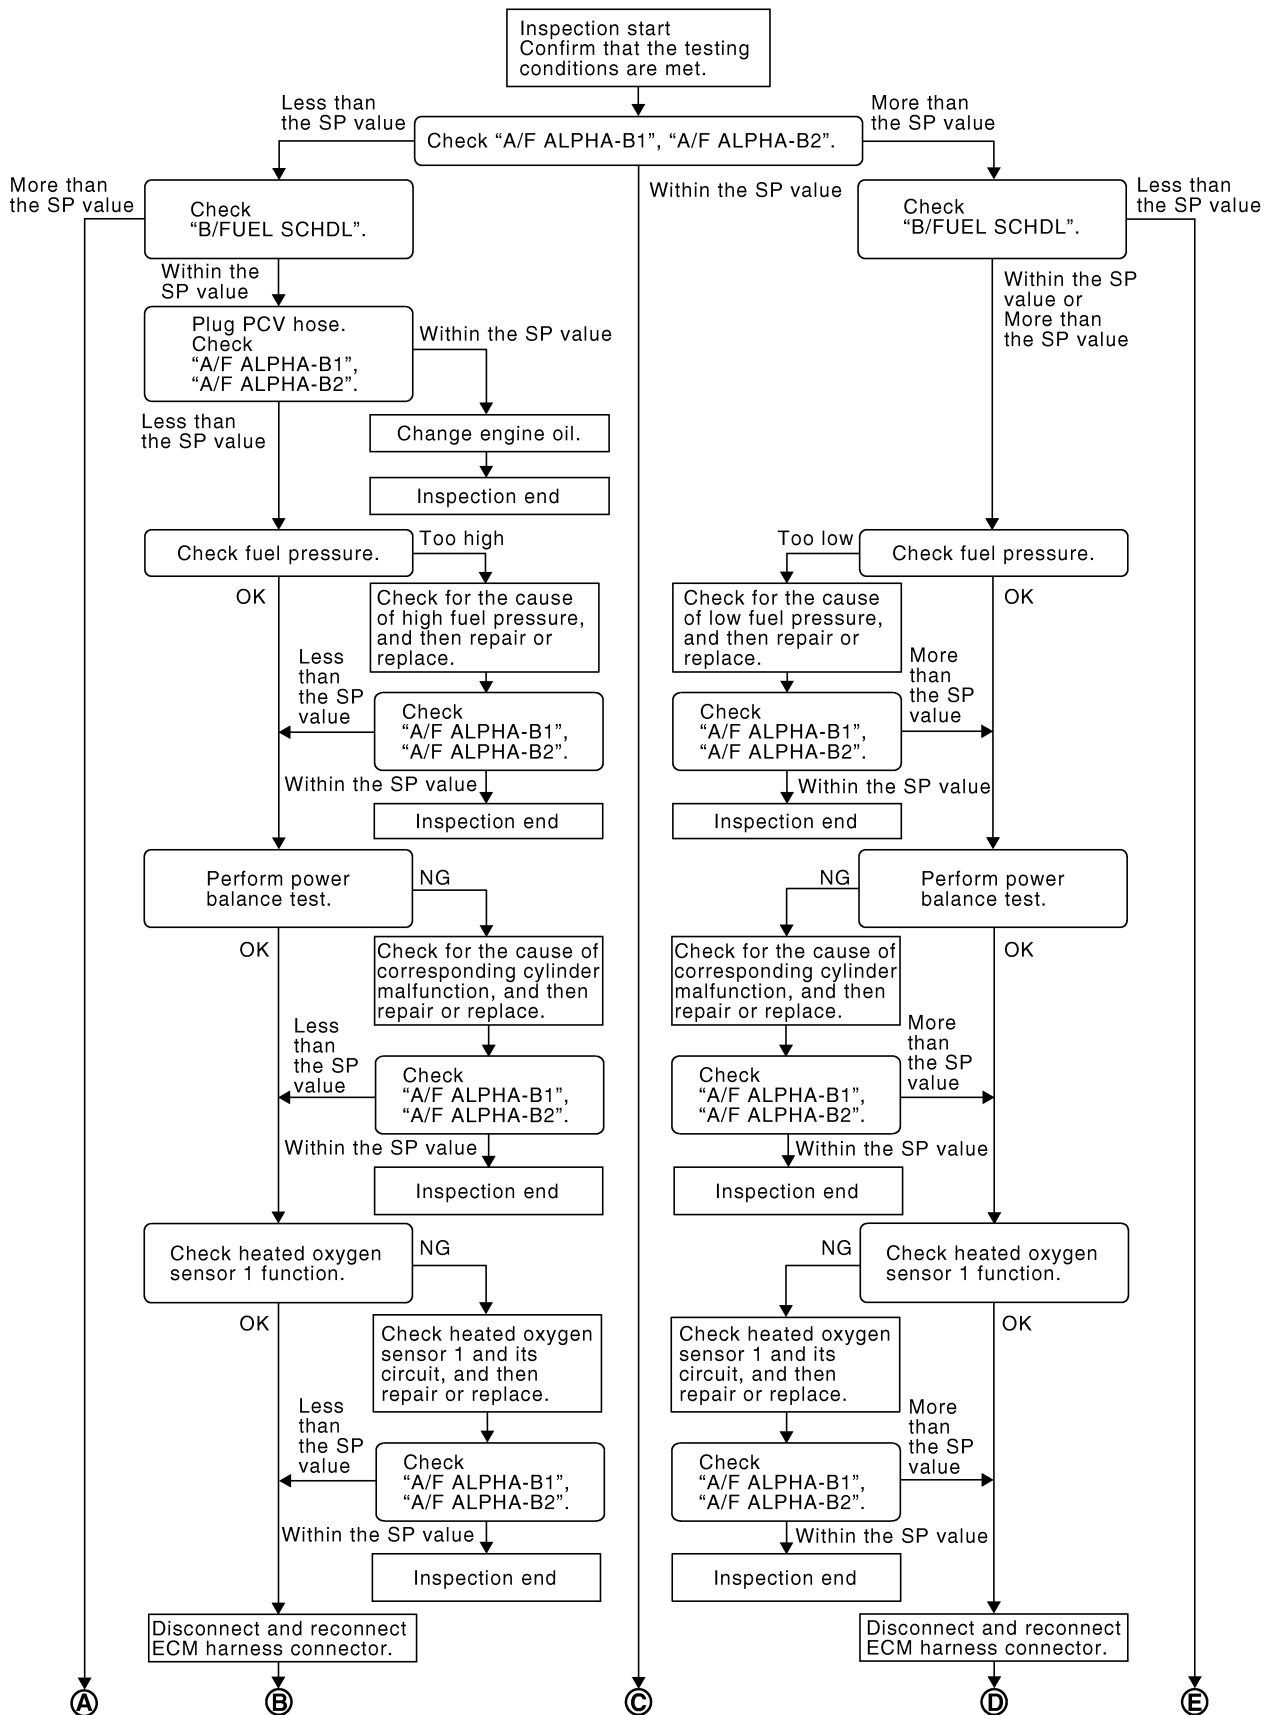 Inspection start
Confirm that the testing
conditions are met.
Less than
the SP value
More than
the SP value
Check “A/F ALPHA-B1”, “A/F ALPHA-B2”.
More than
the SP value
Check
“B/FUEL SCHDL”.
Within the SP value
Check
“B/FUEL SCHDL”.
Less than
the SP value
Within the
SP value
Within the SP
value or
More than
the SP value
Plug PCV hose.
Check
“A/F ALPHA-B1”,
“A/F ALPHA-B2”.
Within the SP value
Less than
the SP value
Change engine oil.
Inspection end
Check fuel pressure.
Too high
Too low
Check fuel pressure.
OK
Check for the cause
of high fuel pressure,
and then repair or
replace.
Check for the cause
of low fuel pressure,
and then repair or
replace.
OK
Less
than
the SP
value
Check
“A/F ALPHA-B1”,
“A/F ALPHA-B2”.
Check
“A/F ALPHA-B1”,
“A/F ALPHA-B2”.
More
than
the SP
value
Within the SP value
Within the SP value
Inspection end
Inspection end
Perform power
balance test.
NG
NG
Perform power
balance test.
OK
Check for the cause of
corresponding cylinder
malfunction, and then
repair or replace.
Check for the cause of
corresponding cylinder
malfunction, and then
repair or replace.
OK
Less
than
the SP
value
Check
“A/F ALPHA-B1”,
“A/F ALPHA-B2”.
Check
“A/F ALPHA-B1”,
“A/F ALPHA-B2”.
More
than
the SP
value
Within the SP value
Within the SP value
Inspection end
Inspection end
Check heated oxygen
sensor 1 function.
NG
NG
Check heated oxygen
sensor 1 function.
OK
Check heated oxygen
sensor 1 and its
circuit, and then
repair or replace.
Check heated oxygen
sensor 1 and its
circuit, and then
repair or replace.
OK
Less
than
the SP
value
Check
“A/F ALPHA-B1”,
“A/F ALPHA-B2”.
Check
“A/F ALPHA-B1”,
“A/F ALPHA-B2”.
More
than
the SP
value
Within the SP value
Within the SP value
Inspection end
Inspection end
Disconnect and reconnect
ECM harness connector.
Disconnect and reconnect
ECM harness connector.
A
B
C
D
E